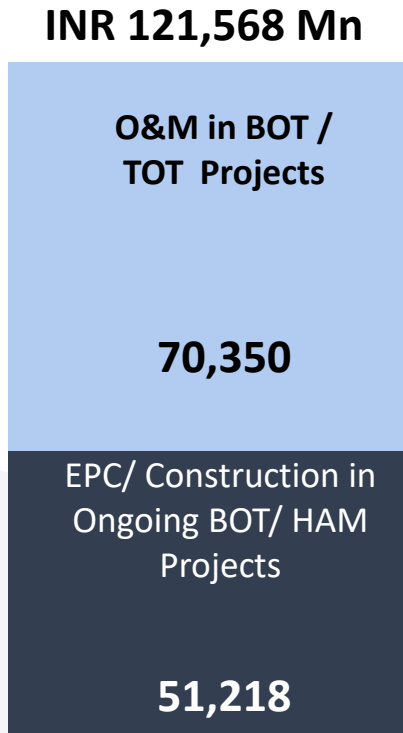 INR 121,568 Mn
O&M in BOT /
TOT Projects
70,350
EPC/ Construction in
Ongoing BOT/ HAM
Projects
51,218